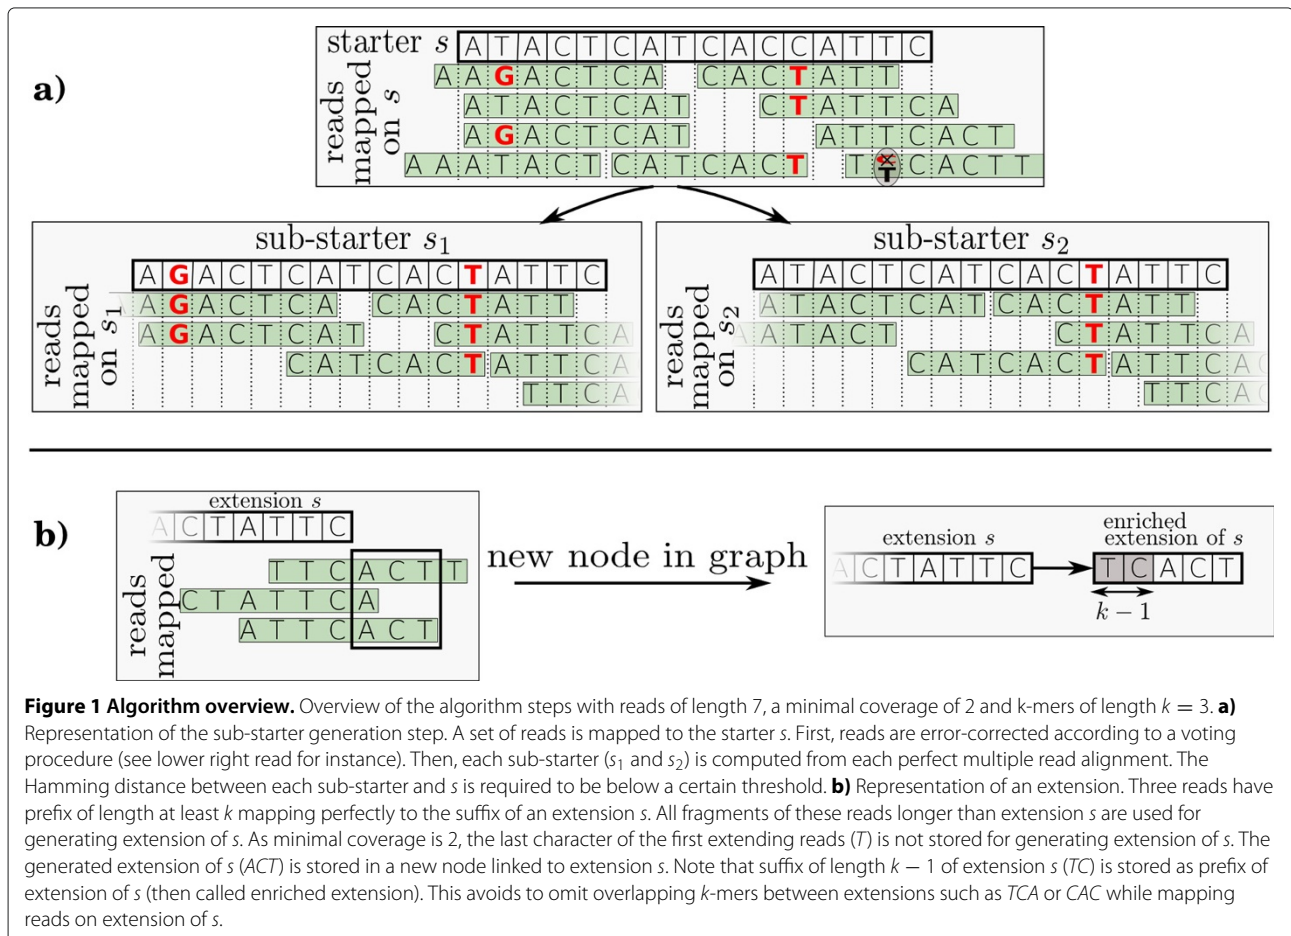 a)
starter s A T A C T C A T C A C C A T T C
reads mapped on s
A A G A C T C A C A C T A T T
A T A C T C A T C T A T T C A
A G A C T C A T A T T C A C T
A A A T A C T C A T C A C T T T C A C T T
sub-starter s1
A G A C T C A T C A C T A T T C
reads mapped on s1
A G A C T C A C A C T A T T
A G A C T C A T C T A T T C A
C A T C A C T A T T C A
T T C A
sub-starter s2
A T A C T C A T C A C T A T T C
reads mapped on s2
A T A C T C A T C A C T A T T
A T A C T C T A T T C A
C A T C A C T A T T C A C
T T C A C
b)
extension s
A C T A T T C
reads mapped
T T C A C T T
C T A T T C A
A T T C A C T
new node in graph
extension s
A C T A T T C
enriched
extension of s
T C A C T
k − 1
Figure 1 Algorithm overview. Overview of the algorithm steps with reads of length 7, a minimal coverage of 2 and k-mers of length k = 3. a)
Representation of the sub-starter generation step. A set of reads is mapped to the starter s. First, reads are error-corrected according to a voting
procedure (see lower right read for instance). Then, each sub-starter (s1 and s2) is computed from each perfect multiple read alignment. The
Hamming distance between each sub-starter and s is required to be below a certain threshold. b) Representation of an extension. Three reads have
prefix of length at least k mapping perfectly to the suffix of an extension s. All fragments of these reads longer than extension s are used for
generating extension of s. As minimal coverage is 2, the last character of the first extending reads (T) is not stored for generating extension of s. The
generated extension of s (ACT) is stored in a new node linked to extension s. Note that suffix of length k − 1 of extension s (TC) is stored as prefix of
extension of s (then called enriched extension). This avoids to omit overlapping k-mers between extensions such as TCA or CAC while mapping
reads on extension of s.